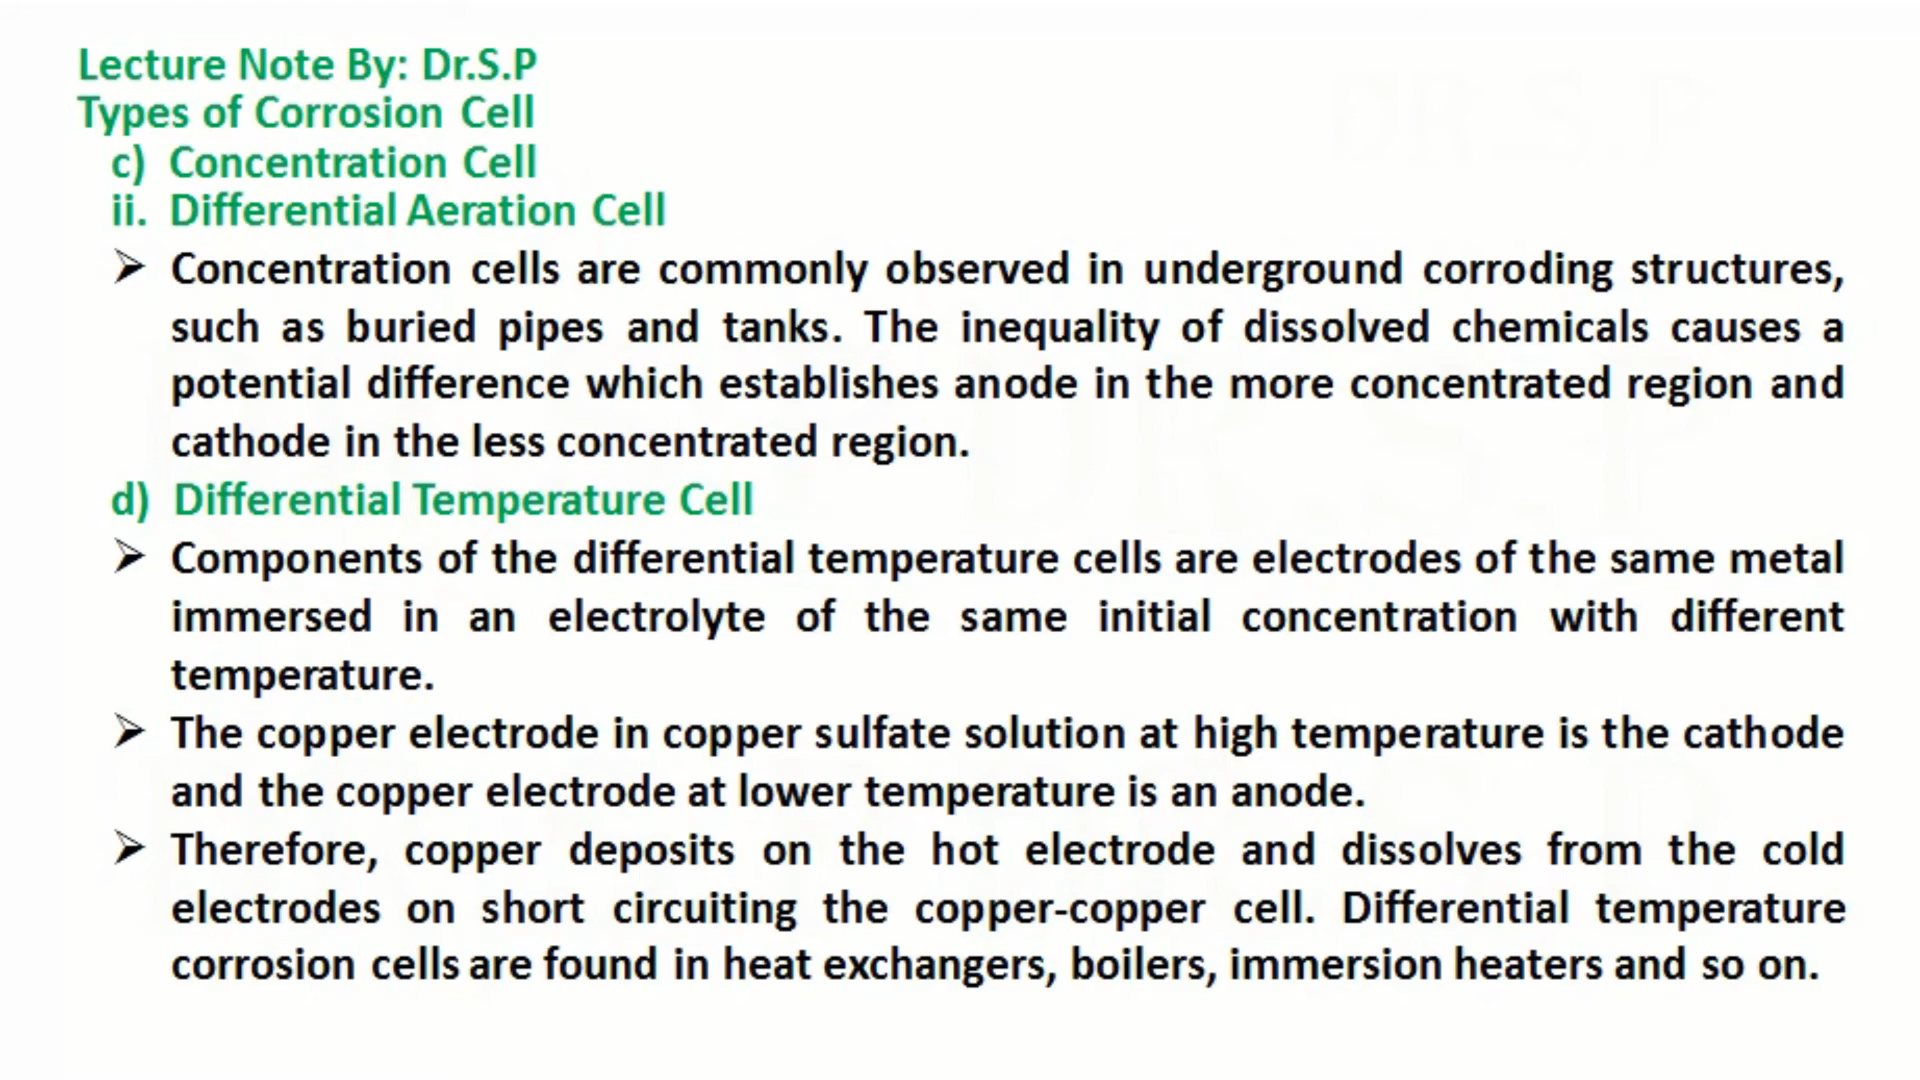 Lecture Note By: Dr.S.P
Types of Corrosion Cell
c) Concentration Cell
ii. Differential Aeration Cell
➢ Concentration cells are commonly observed in underground corroding structures,
such as buried pipes and tanks. The inequality of dissolved chemicals causes a
potential difference which establishes anode in the more concentrated region and
cathode in the less concentrated region.
d) Differential Temperature Cell
➢ Components of the differential temperature cells are electrodes of the same metal
immersed in an electrolyte of the same initial concentration with different
temperature.
➢ The copper electrode in copper sulfate solution at high temperature is the cathode
and the copper electrode at lower temperature is an anode.
➢ Therefore, copper deposits on the hot electrode and dissolves from the cold
electrodes on short circuiting the copper-copper cell. Differential temperature
corrosion cells are found in heat exchangers, boilers, immersion heaters and so on.